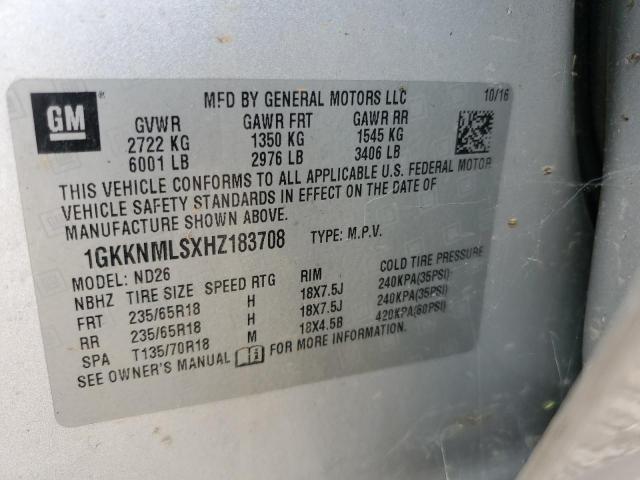 GM
MFD BY GENERAL MOTORS LLC 10/16
GVWR GAWR FRT GAWR RR
2722 KG 1350 KG 1545 KG
6001 LB 2976 LB 3406 LB
THIS VEHICLE CONFORMS TO ALL APPLICABLE U.S. FEDERAL MOTOR
VEHICLE SAFETY STANDARDS IN EFFECT ON THE DATE OF
MANUFACTURE SHOWN ABOVE.
1GKKNMLSXHZ183708 TYPE: M.P.V.
MODEL: ND26
NBHZ TIRE SIZE SPEED RTG RIM COLD TIRE PRESSURE
FRT 235/65R18 H 18X7.5J 240KPA(35PSI)
RR 235/65R18 H 18X7.5J 240KPA(35PSI)
SPA T135/70R18 M 18X4.5B 420KPA(60PSI)
SEE OWNER'S MANUAL FOR MORE INFORMATION.